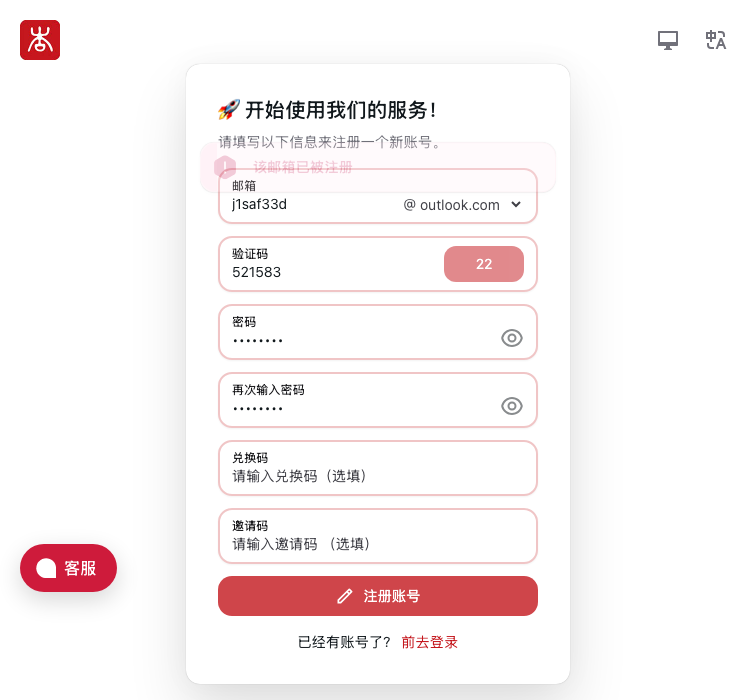 🚀 开始使用我们的服务!
请填写以下信息来注册一个新账号。
该邮箱已被注册
邮箱
j1saf33d
@ outlook.com
验证码
521583
22
密码
••••••••
再次输入密码
••••••••
兑换码
请输入兑换码（选填）
邀请码
请输入邀请码 （选填）
注册账号
已经有账号了? 前去登录
客服